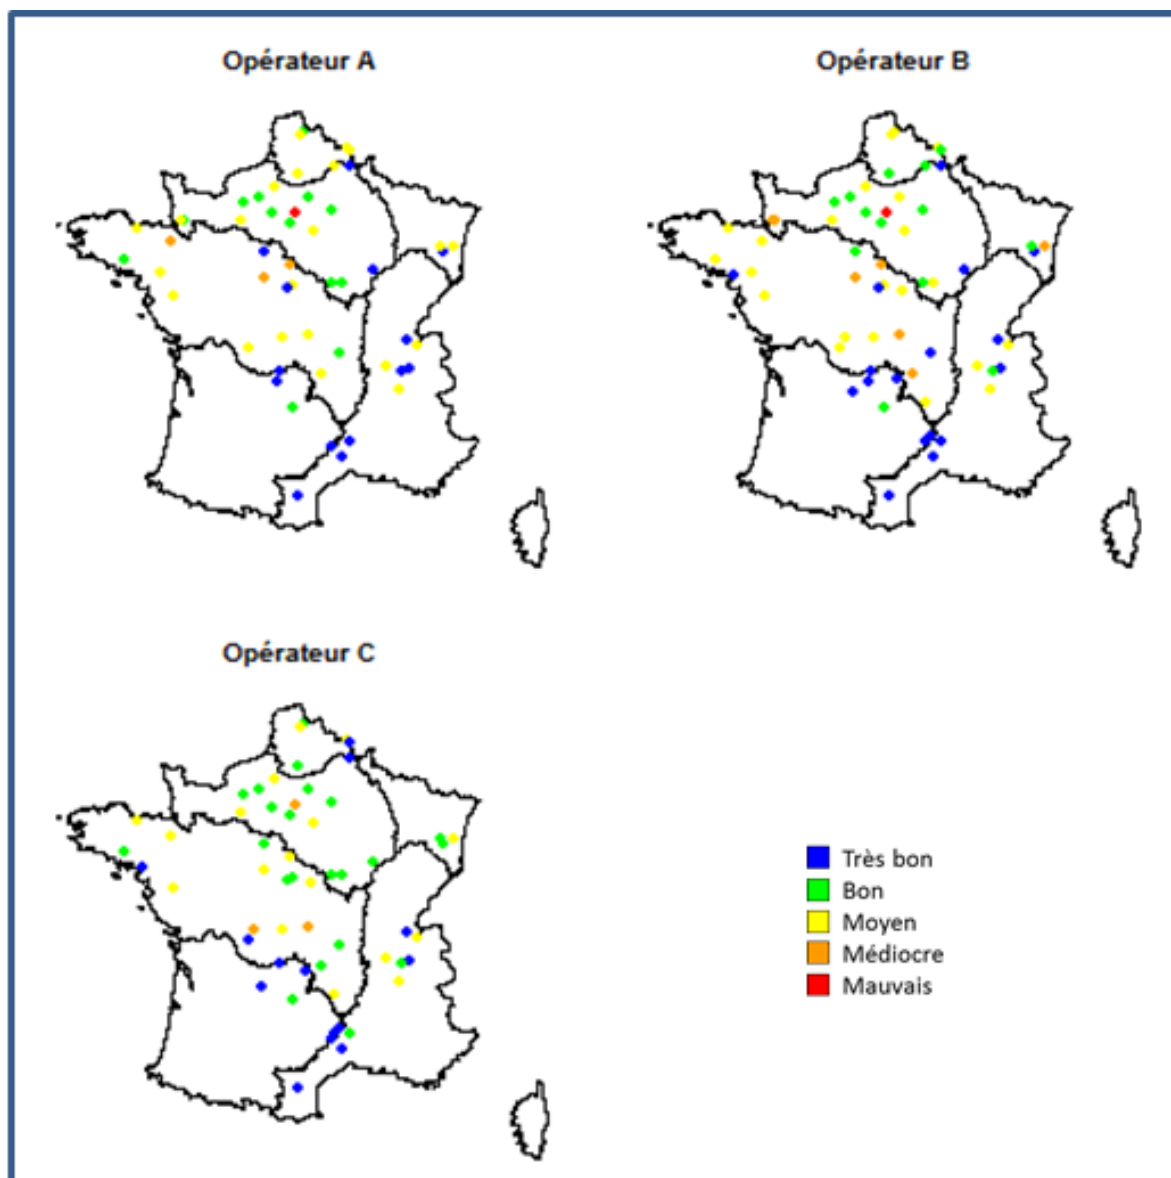 Opérateur A
Opérateur B
Opérateur C
Très bon
Bon
Moyen
Médiocre
Mauvais